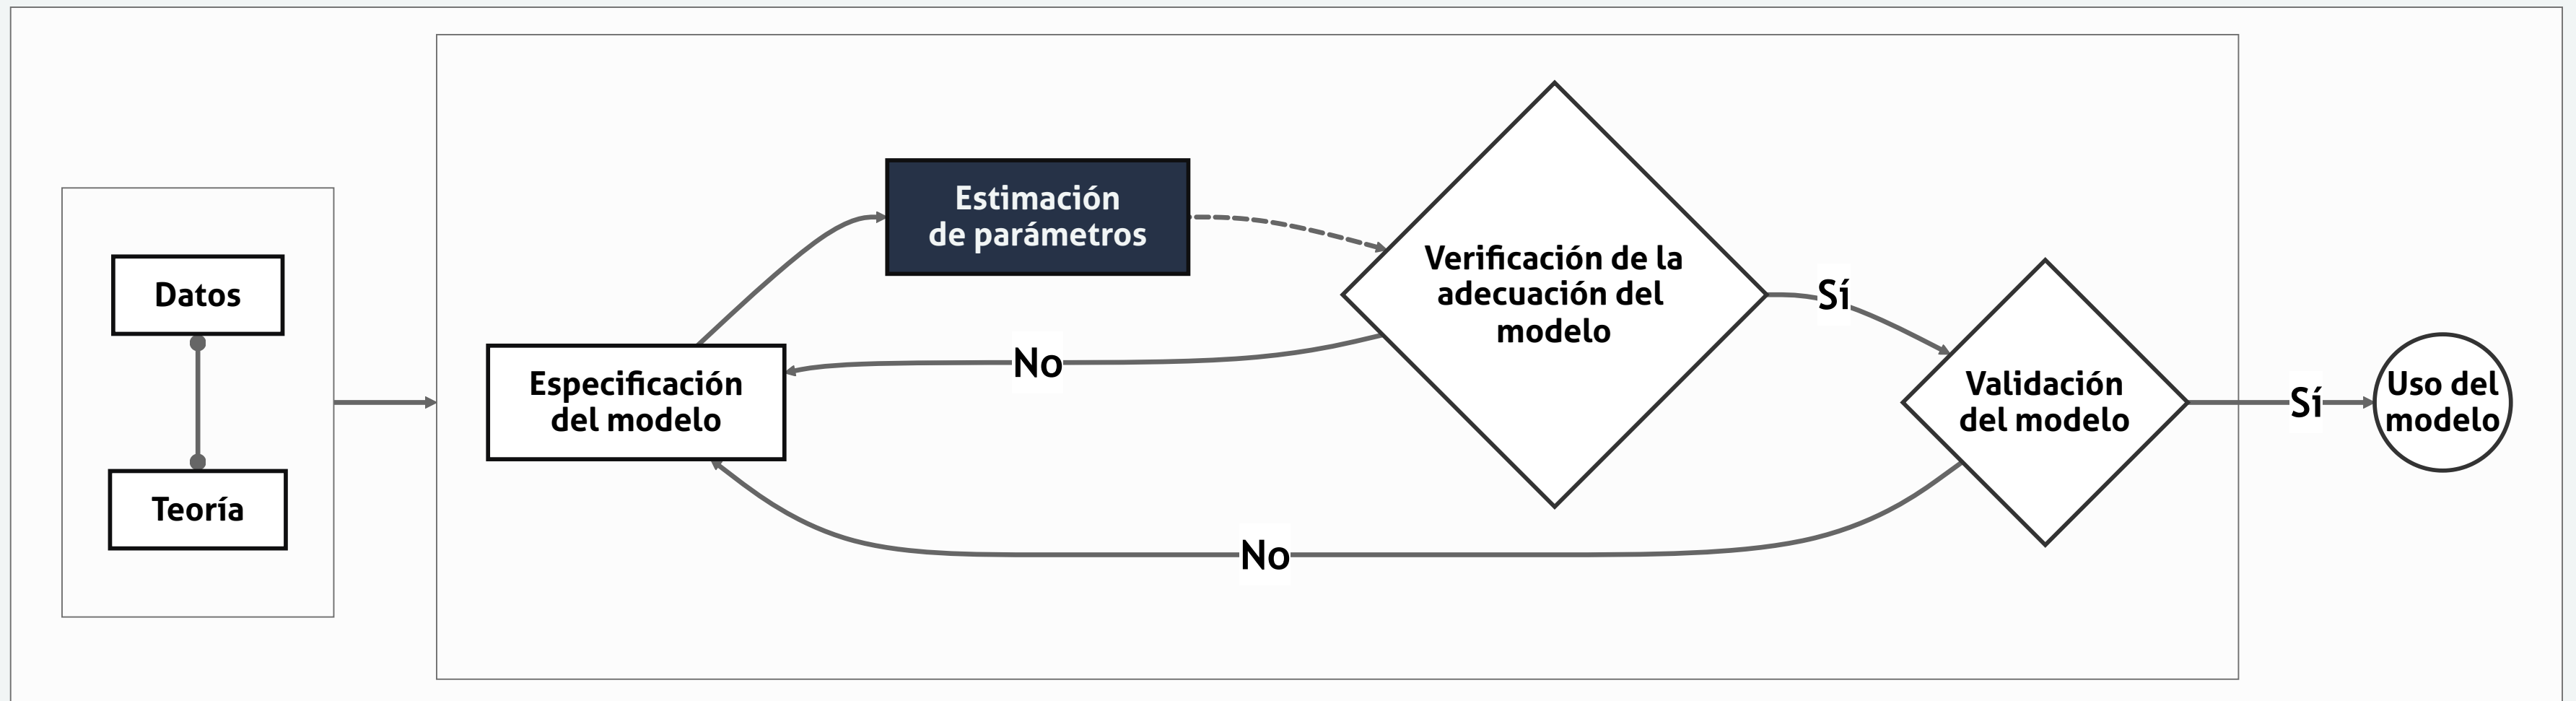 Datos
Teoría
Especificación
del modelo
Estimación
de parámetros
Verificación de la
adecuación del
modelo
No
Sí
Validación
del modelo
No
Sí
Uso del
modelo